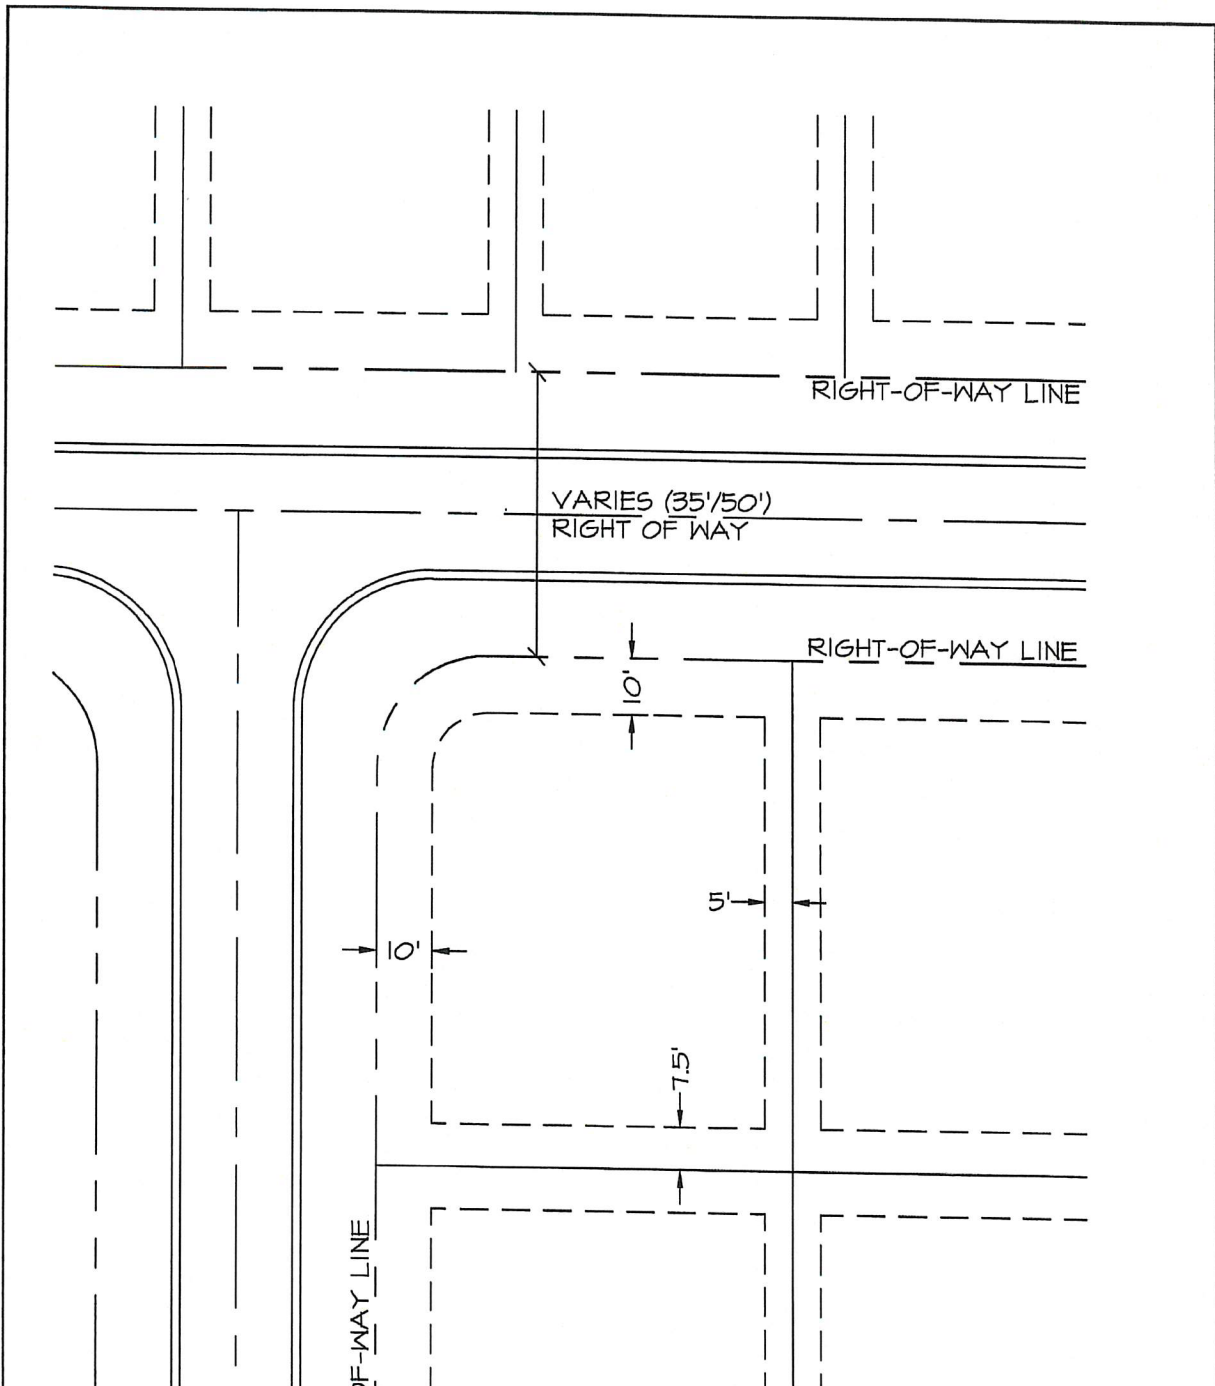 RIGHT-OF-WAY LINE
VARIES (35'/50')
RIGHT OF WAY
RIGHT-OF-WAY LINE
10'
5'
10'
7.5'
OF-WAY LINE